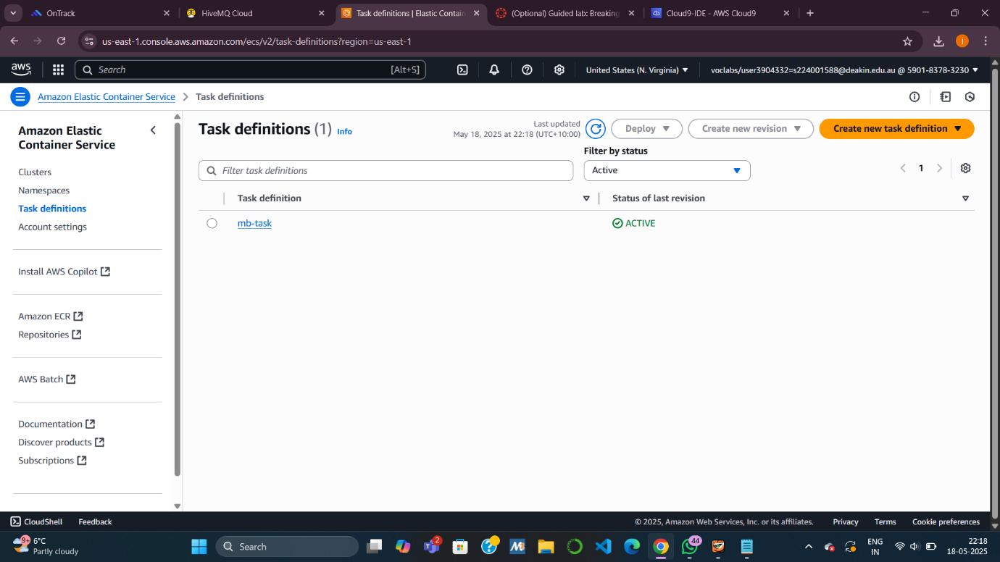 OnTrack
HiveMQ Cloud
Task definitions | Elastic Contain
(Optional) Guided lab: Breaking
Cloud9-IDE - AWS Cloud9
us-east-1.console.aws.amazon.com/ecs/v2/task-definitions?region=us-east-1
j
aws
Search
[Alt+S]
United States (N. Virginia)
voclabs/user3904332=s224001588@deakin.edu.au @ 5901-8378-3230
Amazon Elastic Container Service
Task definitions
Amazon Elastic
Container Service
Clusters
Namespaces
Task definitions
Account settings
Install AWS Copilot
Amazon ECR
Repositories
AWS Batch
Documentation
Discover products
Subscriptions
Task definitions (1) Info
Last updated
May 18, 2025 at 22:18 (UTC+10:00)
Deploy
Create new revision
Create new task definition
Filter by status
Filter task definitions
Active
1
Task definition
Status of last revision
mb-task
ACTIVE
CloudShell
Feedback
© 2025, Amazon Web Services, Inc. or its affiliates.
Privacy
Terms
Cookie preferences
9+
6°C
Partly cloudy
Search
2
44
ENG
IN
22:18
18-05-2025